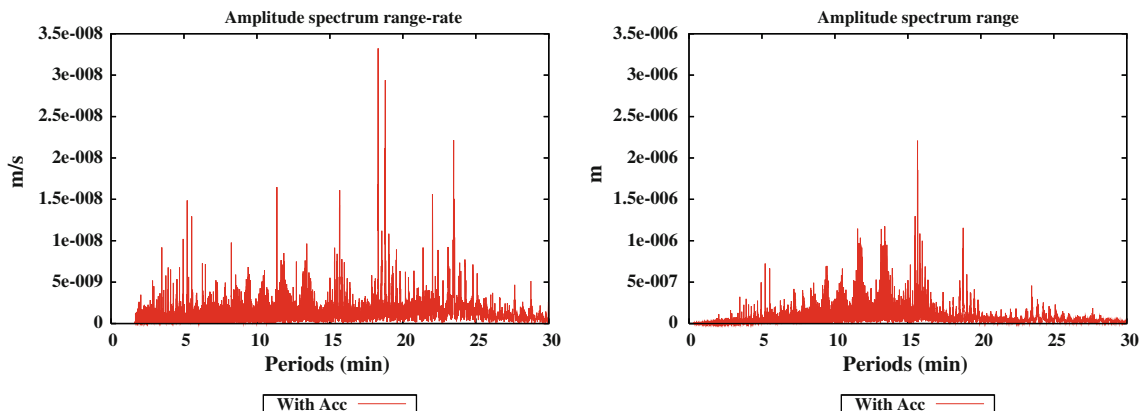 Amplitude spectrum range-rate
3.5e-008
3e-008
2.5e-008
2e-008
1.5e-008
1e-008
5e-009
0
m/s
0 5 10 15 20 25 30
Periods (min)
With Acc
Amplitude spectrum range
3.5e-006
3e-006
2.5e-006
2e-006
1.5e-006
1e-006
5e-007
0
m
0 5 10 15 20 25 30
Periods (min)
With Acc